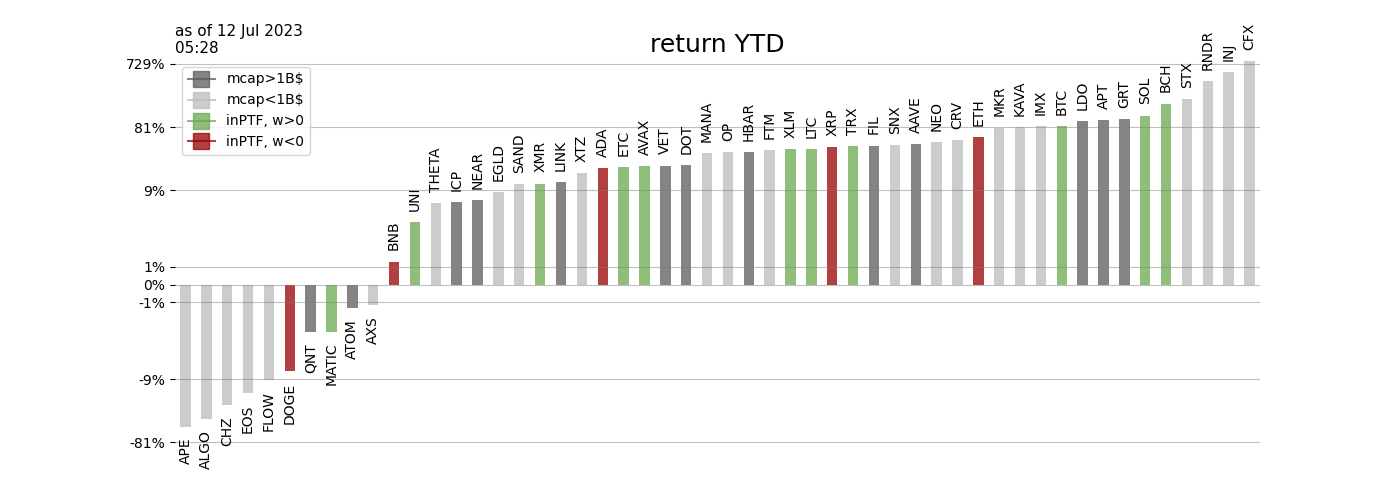 as of 12 Jul 2023
05:28
return YTD
729%
81%
9%
1%
0%
-1%
-9%
-81%
mcap>1B$
mcap<1B$
inPTF, w>0
inPTF, w<0
APE
ALGO
CHZ
EOS
FLOW
DOGE
QNT
MATIC
ATOM
AXS
BNB
UNI
THETA
ICP
NEAR
EGLD
SAND
XMR
LINK
XTZ
ADA
ETC
AVAX
VET
DOT
MANA
OP
HBAR
FTM
XLM
LTC
XRP
TRX
FIL
SNX
AAVE
NEO
CRV
ETH
MKR
KAVA
IMX
BTC
LDO
APT
GRT
SOL
BCH
STX
RNDR
INJ
CFX